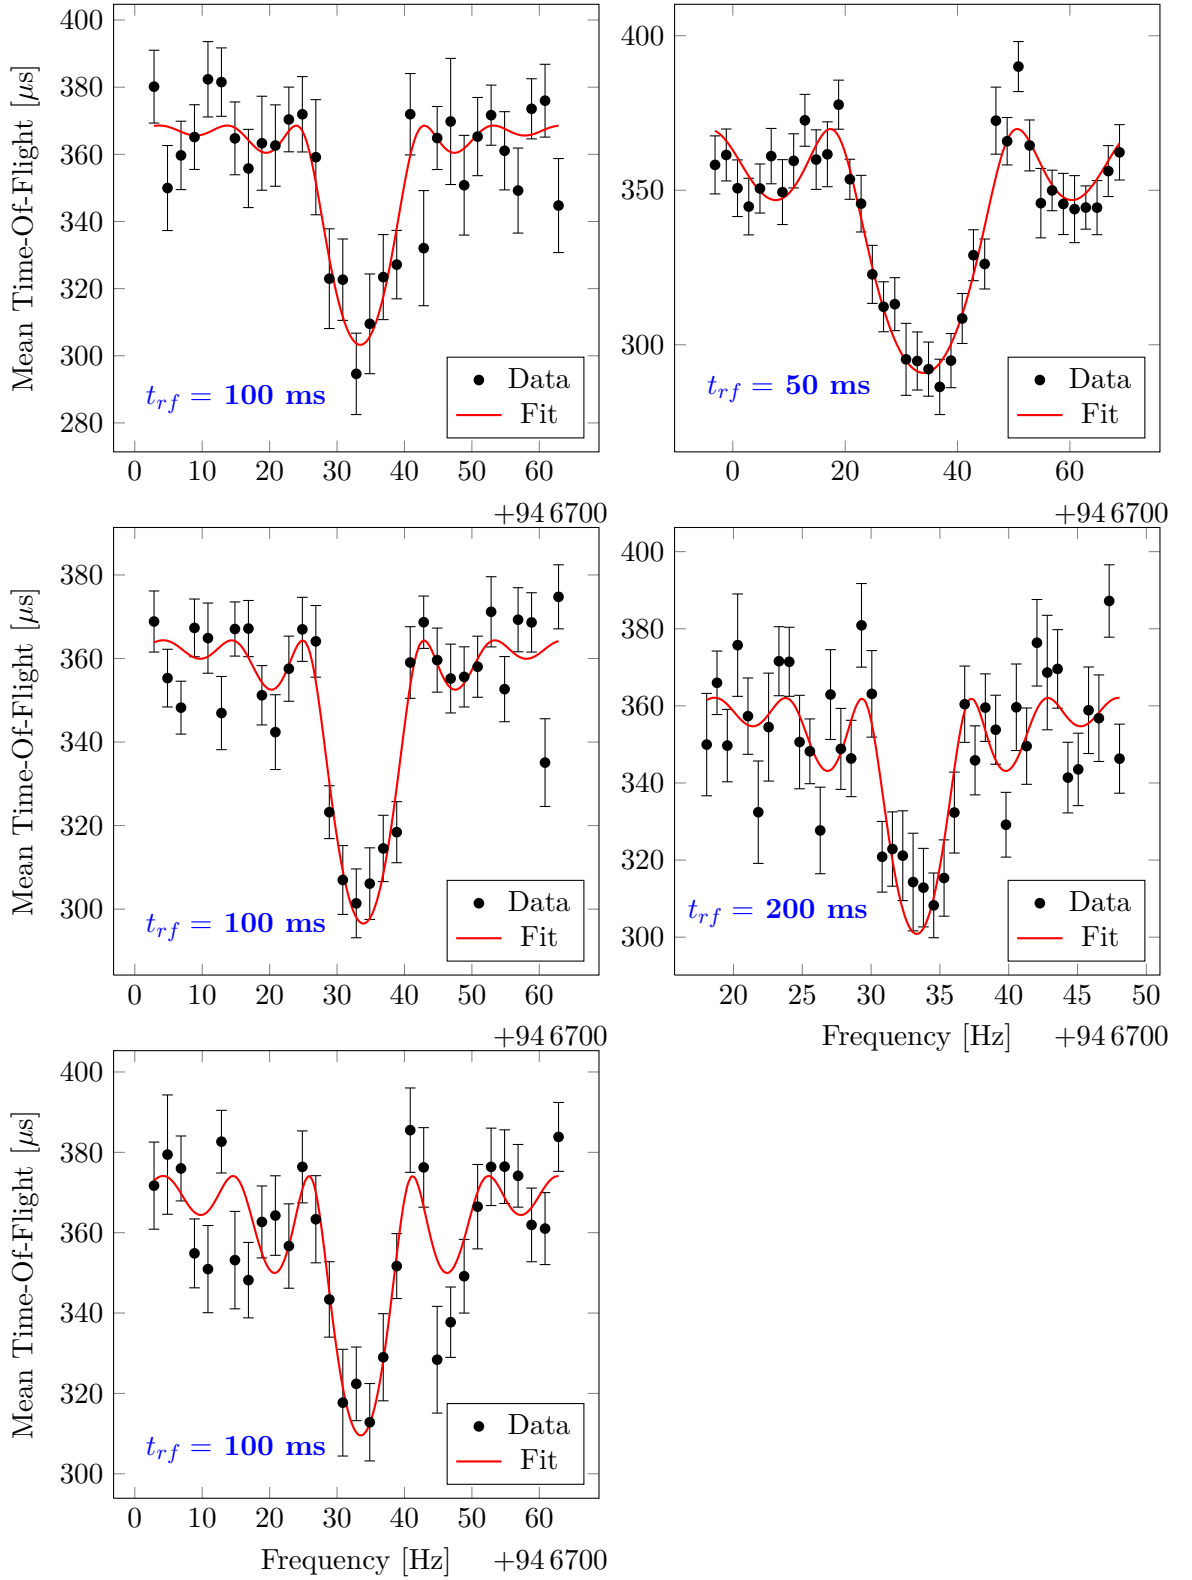 Mean Time-Of-Flight [μs]
400
380
360
340
320
300
280
t_rf = 100 ms
Data
Fit
0 10 20 30 40 50 60
+94 6700
400
350
300
t_rf = 50 ms
Data
Fit
0 20 40 60
+94 6700
Mean Time-Of-Flight [μs]
380
360
340
320
300
t_rf = 100 ms
Data
Fit
0 10 20 30 40 50 60
+94 6700
400
380
360
340
320
300
t_rf = 200 ms
Data
Fit
20 25 30 35 40 45 50
Frequency [Hz] +94 6700
Mean Time-Of-Flight [μs]
400
380
360
340
320
300
t_rf = 100 ms
Data
Fit
0 10 20 30 40 50 60
Frequency [Hz] +94 6700